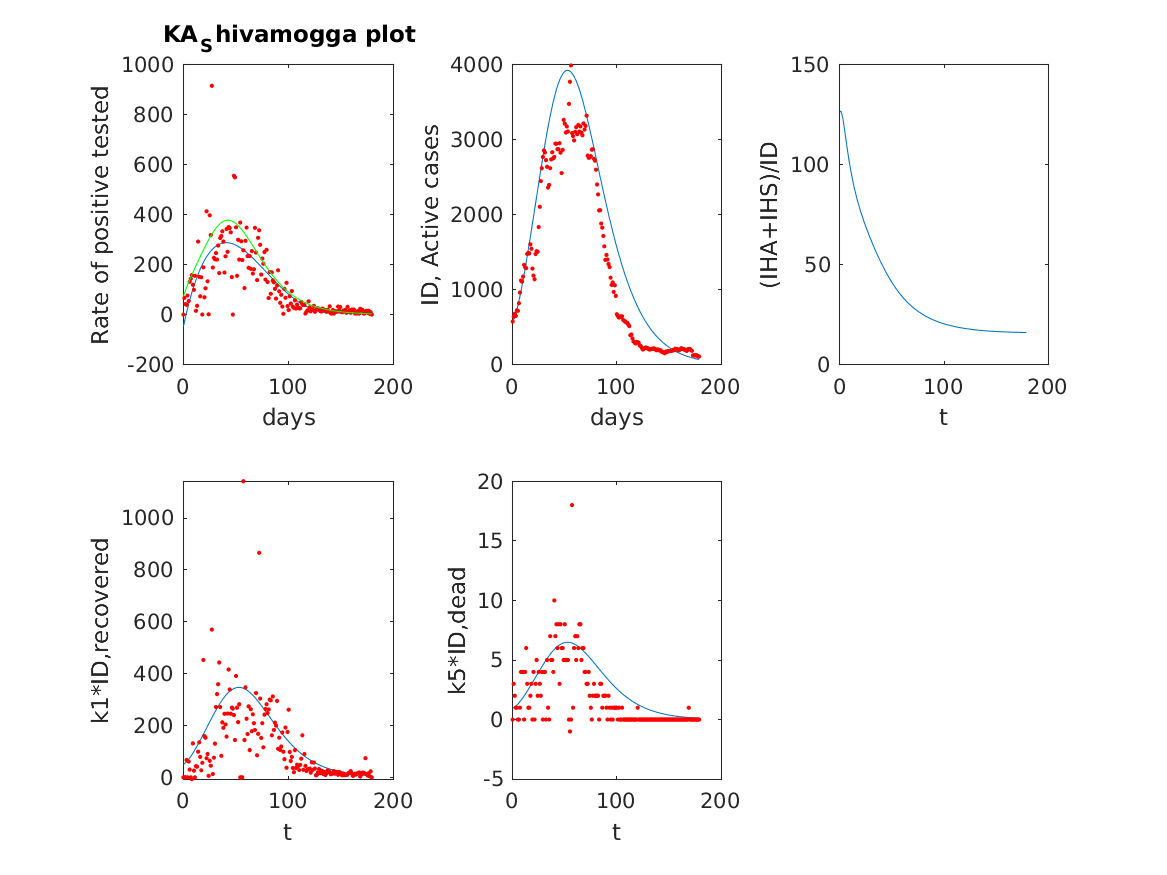 KA_Shivamogga plot
Rate of positive tested
1000
800
600
400
200
0
-200
0 100 200
days
ID, Active cases
4000
3000
2000
1000
0
0 100 200
days
(IHA+IHS)/ID
150
100
50
0
0 100 200
t
k1*ID,recovered
1000
800
600
400
200
0
0 100 200
t
k5*ID,dead
20
15
10
5
0
-5
0 100 200
t